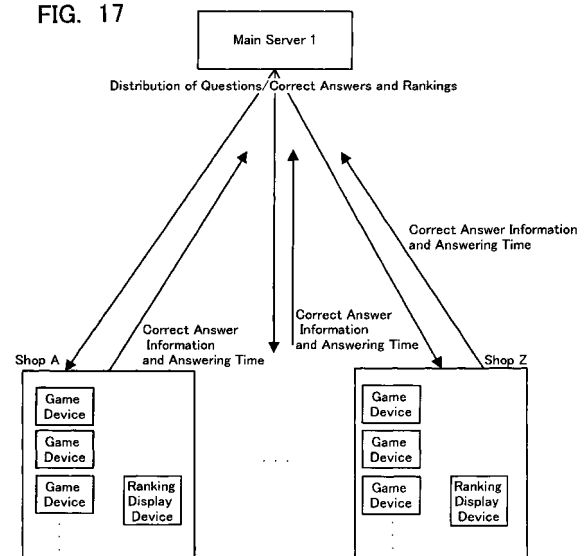 FIG. 17
Main Server 1
Distribution of Questions/Correct Answers and Rankings
Correct Answer Information
and Answering Time
Correct Answer
Information
and Answering Time
Correct Answer
Information
and Answering Time
Shop A
Game
Device
Game
Device
Game
Device
Ranking
Display
Device
. . .
Shop Z
Game
Device
Game
Device
Game
Device
Ranking
Display
Device